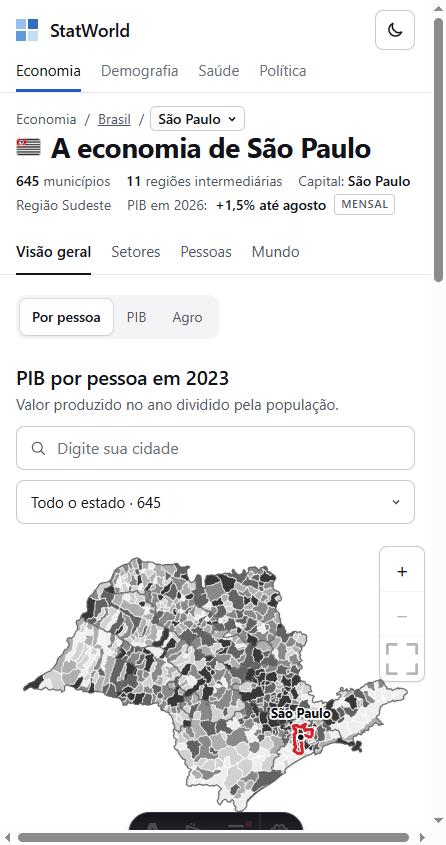 StatWorld
Economia Demografia Saúde Política
Economia / Brasil / São Paulo
A economia de São Paulo
645 municípios 11 regiões intermediárias Capital: São Paulo
Região Sudeste PIB em 2026: +1,5% até agosto MENSAL
Visão geral Setores Pessoas Mundo
Por pessoa PIB Agro
PIB por pessoa em 2023
Valor produzido no ano dividido pela população.
Digite sua cidade
Todo o estado · 645
+
−
São Paulo